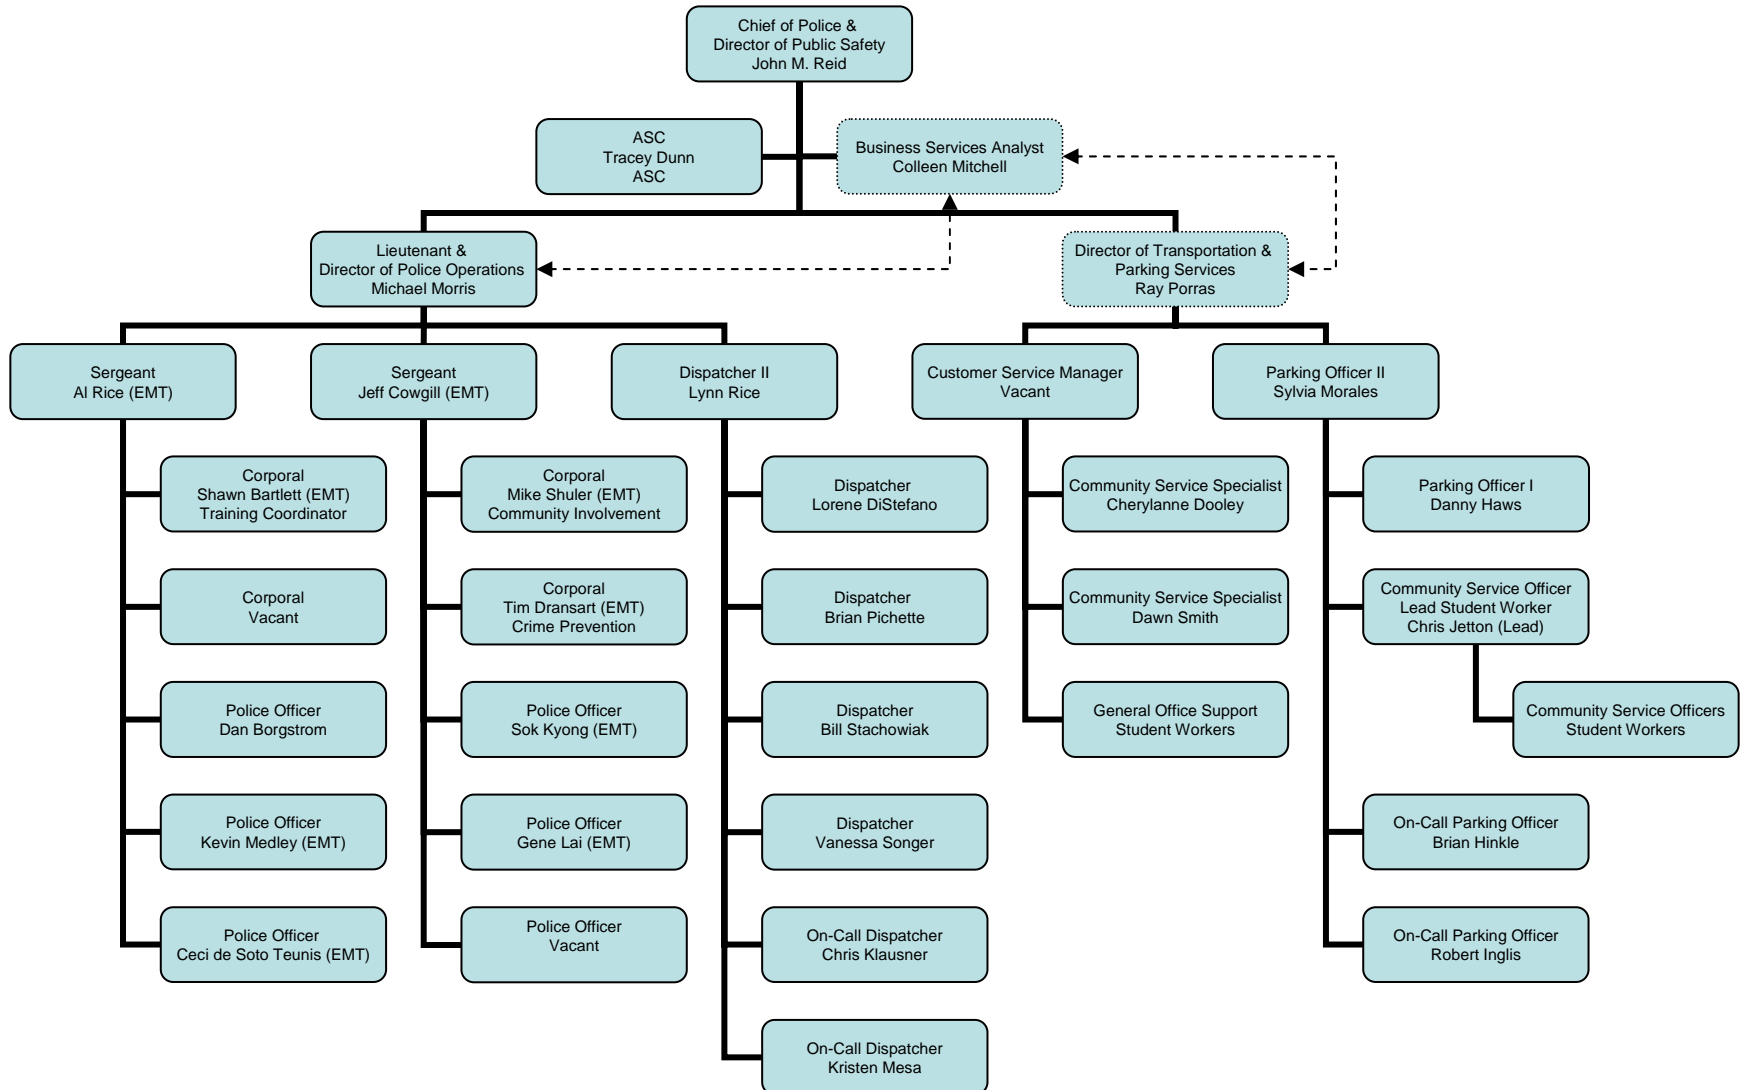 Chief of Police &
Director of Public Safety
John M. Reid
ASC
Tracey Dunn
ASC
Business Services Analyst
Colleen Mitchell
Lieutenant &
Director of Police Operations
Michael Morris
Director of Transportation &
Parking Services
Ray Porras
Sergeant
Al Rice (EMT)
Sergeant
Jeff Cowgill (EMT)
Dispatcher II
Lynn Rice
Customer Service Manager
Vacant
Parking Officer II
Sylvia Morales
Corporal
Shawn Bartlett (EMT)
Training Coordinator
Corporal
Mike Shuler (EMT)
Community Involvement
Dispatcher
Lorene DiStefano
Community Service Specialist
Cherylanne Dooley
Parking Officer I
Danny Haws
Corporal
Vacant
Corporal
Tim Dransart (EMT)
Crime Prevention
Dispatcher
Brian Pichette
Community Service Specialist
Dawn Smith
Community Service Officer
Lead Student Worker
Chris Jetton (Lead)
Police Officer
Dan Borgstrom
Police Officer
Sok Kyong (EMT)
Dispatcher
Bill Stachowiak
General Office Support
Student Workers
Community Service Officers
Student Workers
Police Officer
Kevin Medley (EMT)
Police Officer
Gene Lai (EMT)
Dispatcher
Vanessa Songer
On-Call Parking Officer
Brian Hinkle
Police Officer
Ceci de Soto Teunis (EMT)
Police Officer
Vacant
On-Call Dispatcher
Chris Klausner
On-Call Parking Officer
Robert Inglis
On-Call Dispatcher
Kristen Mesa